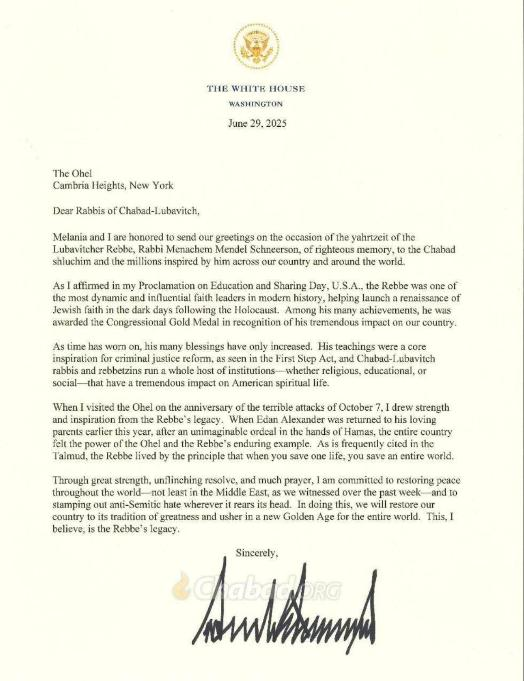 THE WHITE HOUSE
WASHINGTON
June 29, 2025
The Ohel
Cambria Heights, New York
Dear Rabbis of Chabad-Lubavitch,
Melania and I are honored to send our greetings on the occasion of the yahrtzeit of the
Lubavitcher Rebbe, Rabbi Menachem Mendel Schneerson, of righteous memory, to the Chabad
shluchim and the millions inspired by him across our country and around the world.
As I affirmed in my Proclamation on Education and Sharing Day, U.S.A., the Rebbe was one of
the most dynamic and influential faith leaders in modern history, helping launch a renaissance of
Jewish faith in the dark days following the Holocaust. Among his many achievements, he was
awarded the Congressional Gold Medal in recognition of his tremendous impact on our country.
As time has worn on, his many blessings have only increased. His teachings were a core
inspiration for criminal justice reform, as seen in the First Step Act, and Chabad-Lubavitch
rabbis and rebbetzins run a whole host of institutions—whether religious, educational, or
social—that have a tremendous impact on American spiritual life.
When I visited the Ohel on the anniversary of the terrible attacks of October 7, I drew strength
and inspiration from the Rebbe's legacy. When Edan Alexander was returned to his loving
parents earlier this year, after an unimaginable ordeal in the hands of Hamas, the entire country
felt the power of the Ohel and the Rebbe's enduring example. As is frequently cited in the
Talmud, the Rebbe lived by the principle that when you save one life, you save an entire world.
Through great strength, unflinching resolve, and much prayer, I am committed to restoring peace
throughout the world—not least in the Middle East, as we witnessed over the past week—and to
stamping out anti-Semitic hate wherever it rears its head. In doing this, we will restore our
country to its tradition of greatness and usher in a new Golden Age for the entire world. This, I
believe, is the Rebbe's legacy.
Sincerely,
Chabad.ORG